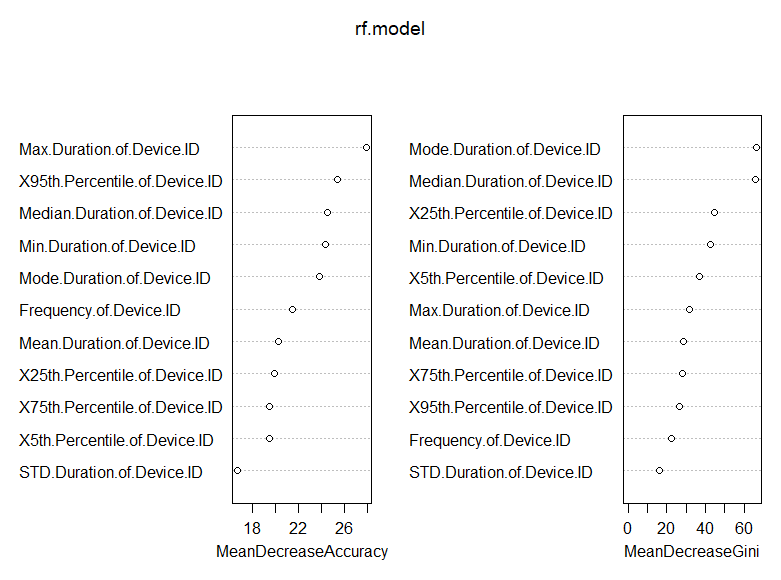 rf.model
Max.Duration.of.Device.ID
X95th.Percentile.of.Device.ID
Median.Duration.of.Device.ID
Min.Duration.of.Device.ID
Mode.Duration.of.Device.ID
Frequency.of.Device.ID
Mean.Duration.of.Device.ID
X25th.Percentile.of.Device.ID
X75th.Percentile.of.Device.ID
X5th.Percentile.of.Device.ID
STD.Duration.of.Device.ID
18 22 26
MeanDecreaseAccuracy
Mode.Duration.of.Device.ID
Median.Duration.of.Device.ID
X25th.Percentile.of.Device.ID
Min.Duration.of.Device.ID
X5th.Percentile.of.Device.ID
Max.Duration.of.Device.ID
Mean.Duration.of.Device.ID
X75th.Percentile.of.Device.ID
X95th.Percentile.of.Device.ID
Frequency.of.Device.ID
STD.Duration.of.Device.ID
0 20 40 60
MeanDecreaseGini